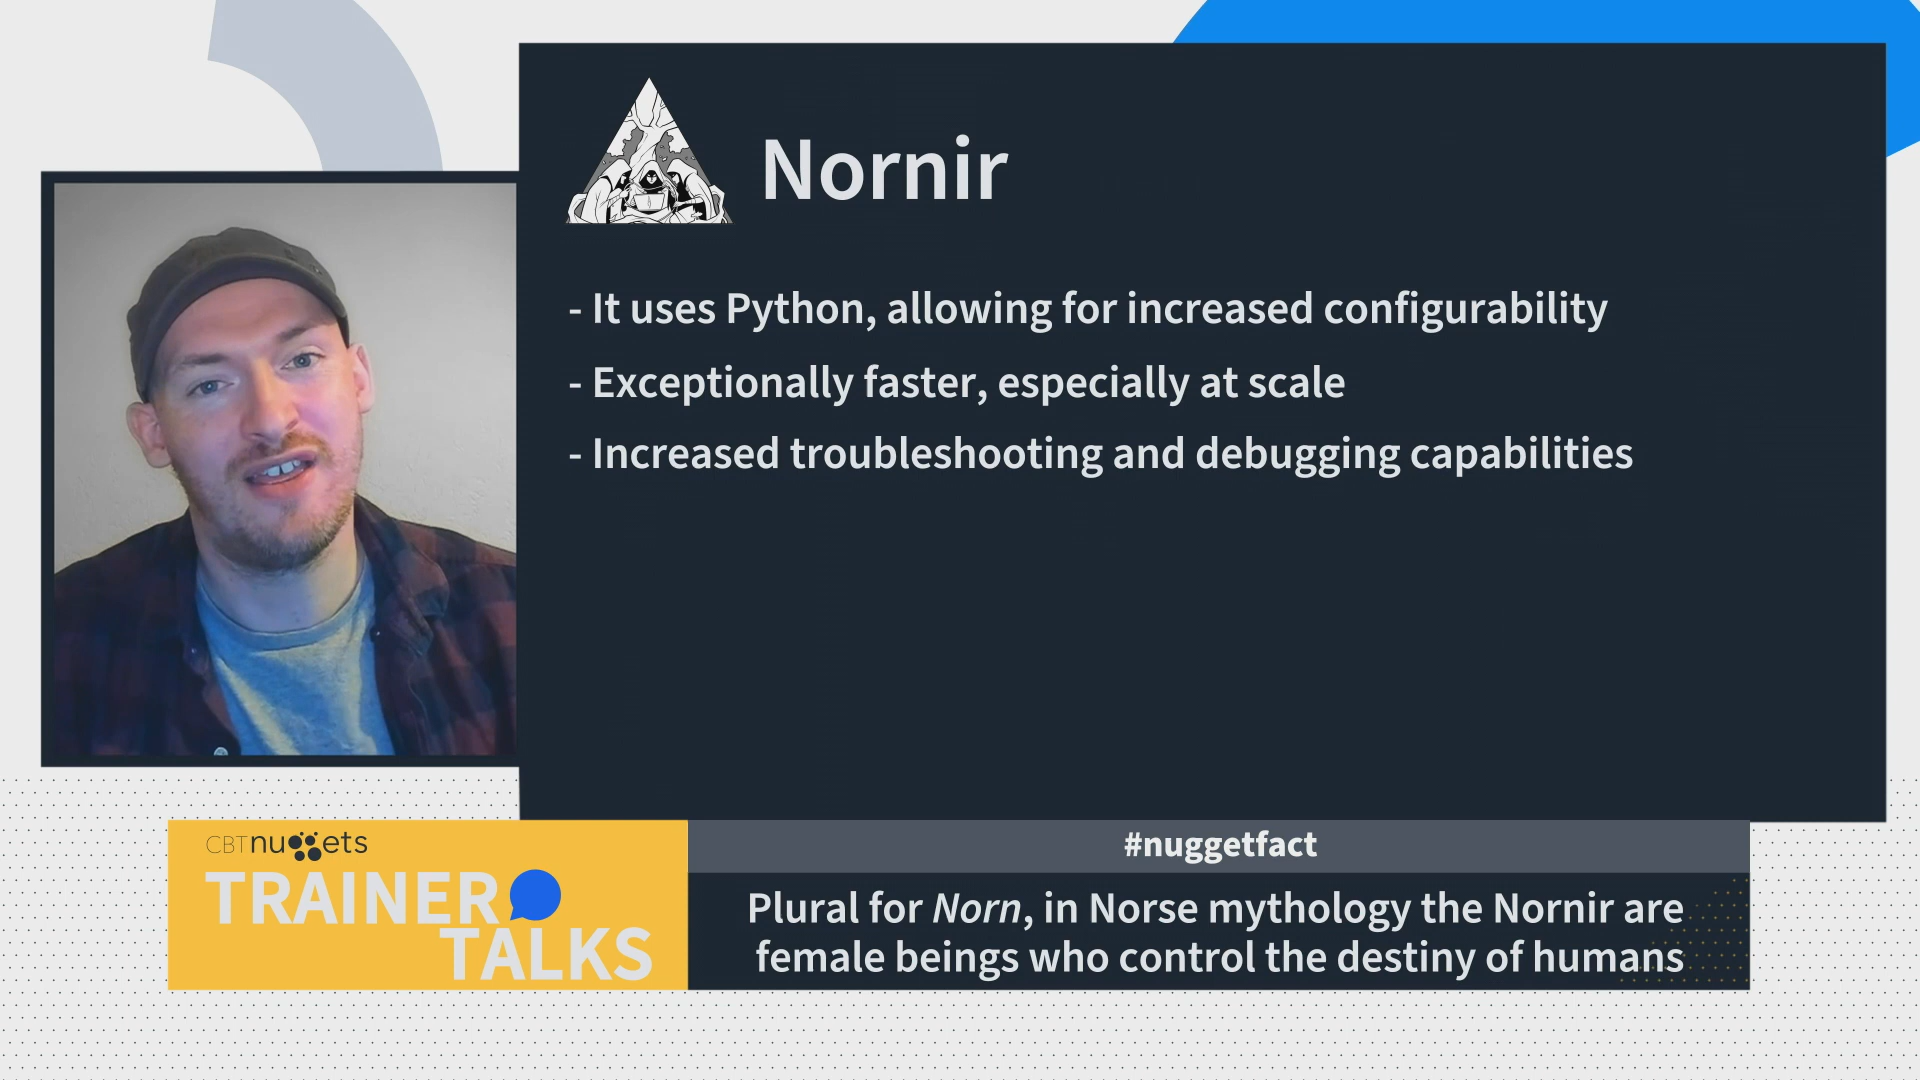 Nornir
- It uses Python, allowing for increased configurability
- Exceptionally faster, especially at scale
- Increased troubleshooting and debugging capabilities
CBTnuggets
TRAINER
TALKS
#nuggetfact
Plural for Norn, in Norse mythology the Nornir are
female beings who control the destiny of humans